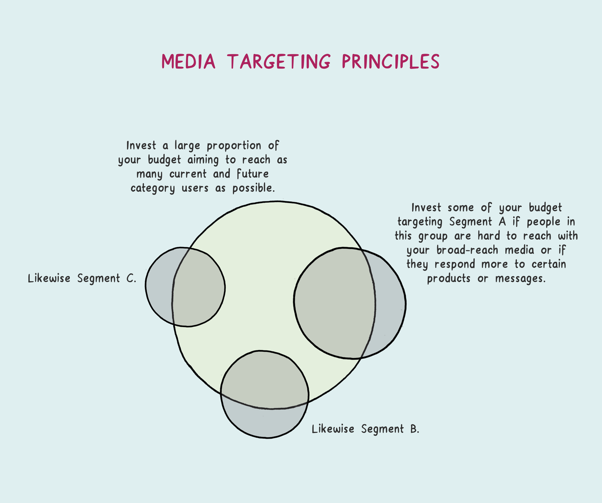 MEDIA TARGETING PRINCIPLES
Invest a large proportion of
your budget aiming to reach as
many current and future
category users as possible.
Invest some of your budget
targeting Segment A if people in
this group are hard to reach with
your broad-reach media or if
they respond more to certain
products or messages.
Likewise Segment C.
Likewise Segment B.